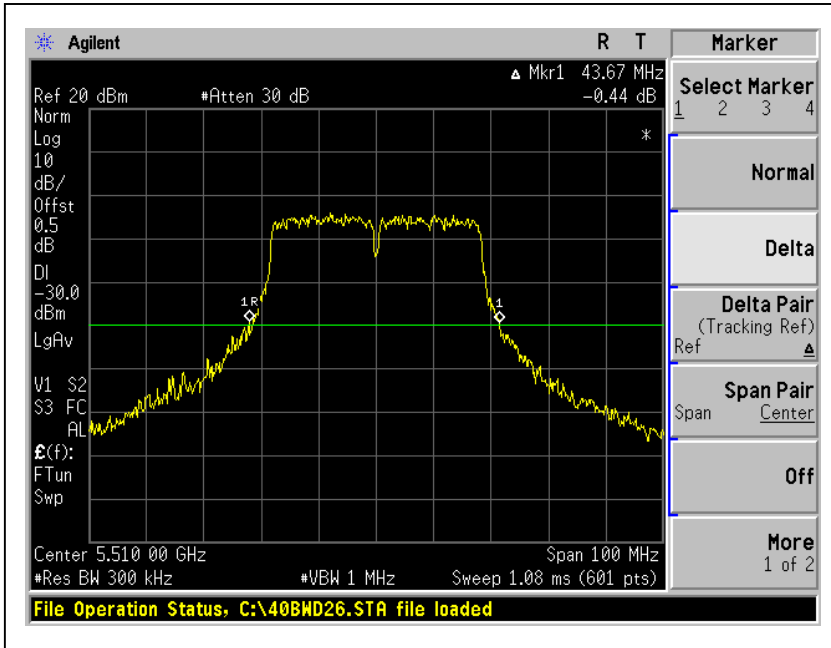 Agilent
R T
Marker
Δ Mkr1 43.67 MHz
Ref 20 dBm #Atten 30 dB -0.44 dB
Norm
Log
10
dB/
Offst
0.5
dB
DI
-30.0
dBm
LgAv
V1 S2
S3 FC
AL
£(f):
FTun
Swp
*
1R
1
Center 5.510 00 GHz Span 100 MHz
#Res BW 300 kHz #VBW 1 MHz Sweep 1.08 ms (601 pts)
File Operation Status, C:\40BWD26.STA file loaded
Select Marker
1 2 3 4
Normal
Delta
Delta Pair
(Tracking Ref)
Ref Δ
Span Pair
Span Center
Off
More
1 of 2